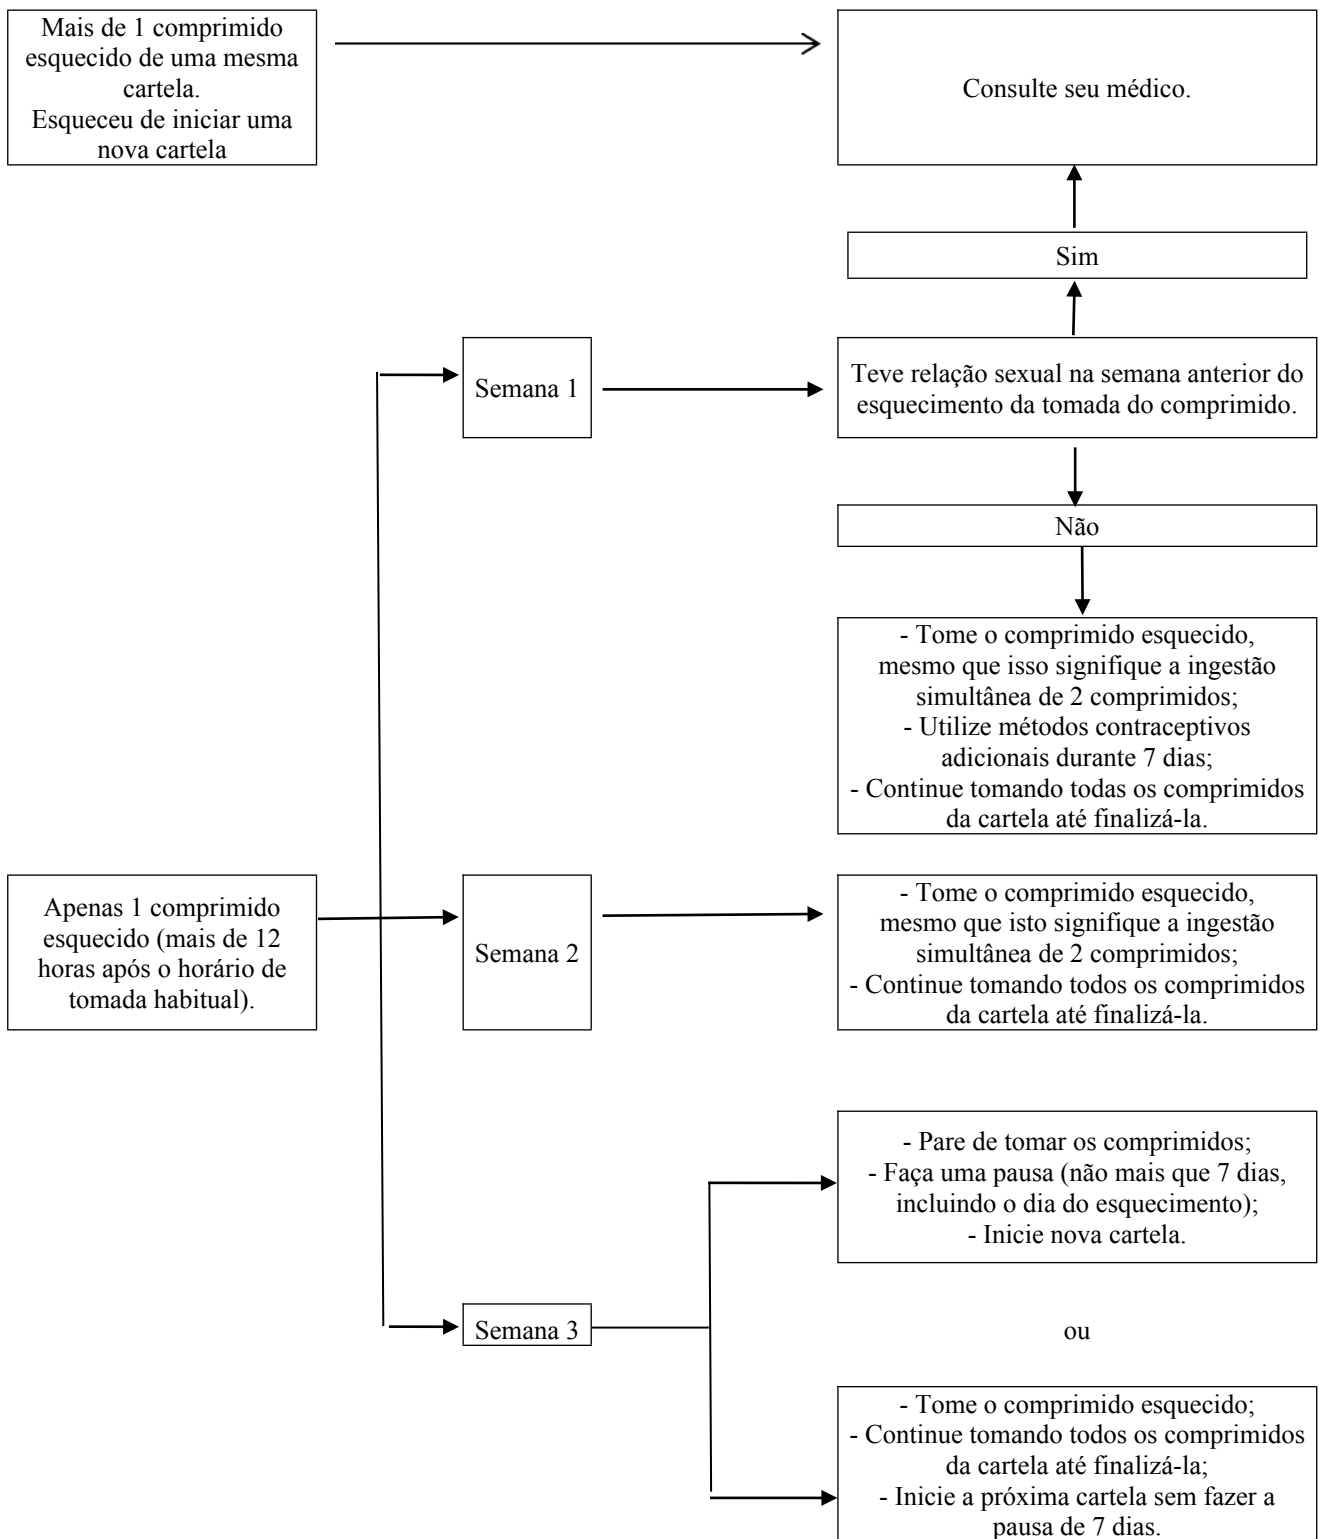 Mais de 1 comprimido
esquecido de uma mesma
cartela.
Esqueceu de iniciar uma
nova cartela
Consulte seu médico.
Sim
Semana 1
Teve relação sexual na semana anterior do
esquecimento da tomada do comprimido.
Não
- Tome o comprimido esquecido,
mesmo que isso signifique a ingestão
simultânea de 2 comprimidos;
- Utilize métodos contraceptivos
adicionais durante 7 dias;
- Continue tomando todas os comprimidos
da cartela até finalizá-la.
Apenas 1 comprimido
esquecido (mais de 12
horas após o horário de
tomada habitual).
Semana 2
- Tome o comprimido esquecido,
mesmo que isto signifique a ingestão
simultânea de 2 comprimidos;
- Continue tomando todos os comprimidos
da cartela até finalizá-la.
- Pare de tomar os comprimidos;
- Faça uma pausa (não mais que 7 dias,
incluindo o dia do esquecimento);
- Inicie nova cartela.
Semana 3
ou
- Tome o comprimido esquecido;
- Continue tomando todos os comprimidos
da cartela até finalizá-la;
- Inicie a próxima cartela sem fazer a
pausa de 7 dias.